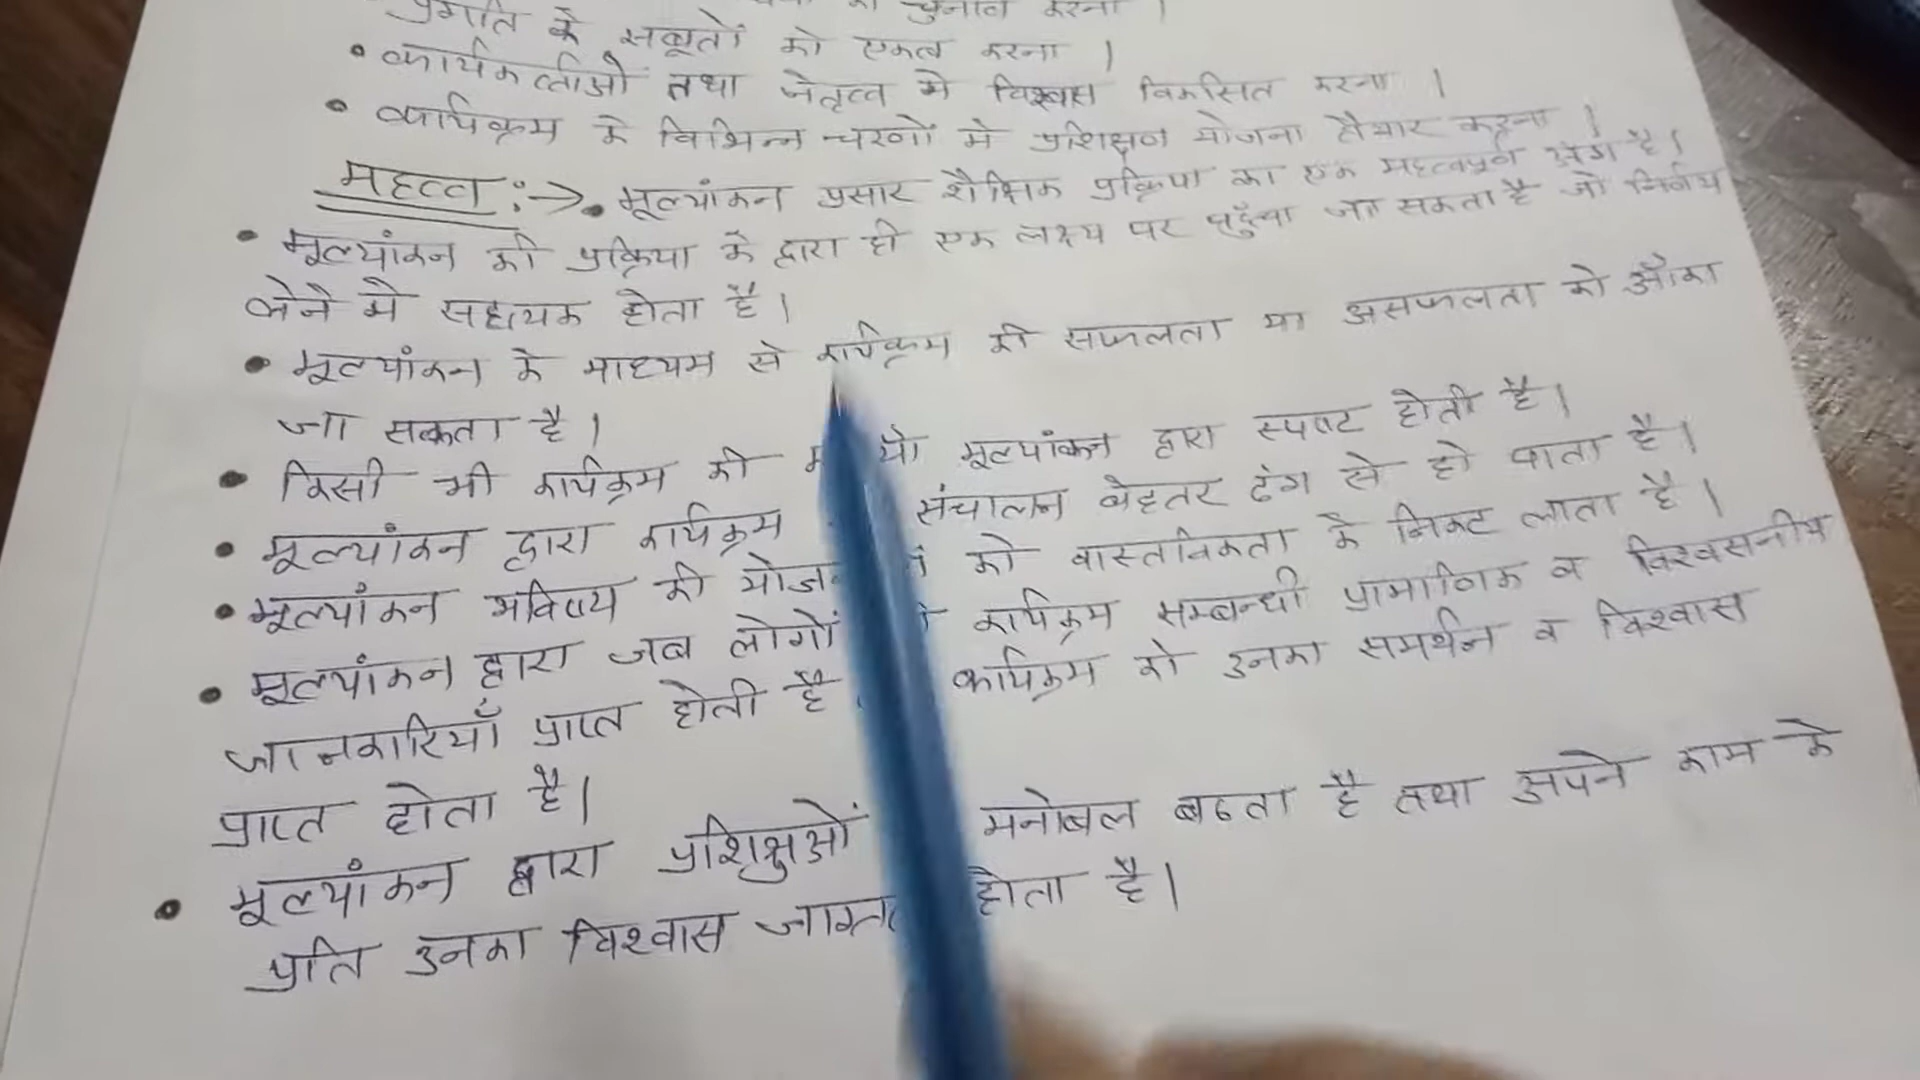 का चुनाव करना ।
प्रगति के सबूतों को एकत्र करना ।
• कार्यकर्त्ताओं तथा नेतृत्व मे विश्वास विकसित करना ।
• कार्यक्रम के विभिन्न चरणों मे प्रशिक्षण योजना तैयार करना ।
महत्व :→ • मूल्यांकन प्रसार शैक्षिक प्रक्रिया का एक महत्वपूर्ण अंग है।
• मूल्यांकन की प्रक्रिया के द्वारा ही एक लक्ष्य पर पहुँचा जा सकता है जो निर्णय
लेने मे सहायक होता है।
• मूल्यांकन के माध्यम से कार्यक्रम की सफलता या असफलता को आँका
जा सकता है।
• किसी भी कार्यक्रम की मूल्यांकन द्वारा स्पष्ट होती है।
• मूल्यांकन द्वारा कार्यक्रम संचालन बेहतर ढंग से हो पाता है।
• मूल्यांकन भविष्य की को वास्तविकता के निकट लाता है।
• मूल्यांकन द्वारा जब लोगों कार्यक्रम सम्बन्धी प्रामाणिक व विश्वसनीय
जानकारियाँ प्राप्त होती है कार्यक्रम को उनका समर्थन व विश्वास
प्राप्त होता है।
• मूल्यांकन द्वारा प्रशिक्षुओं मनोबल बढता है तथा अपने काम के
प्रति उनका विश्वास होता है।